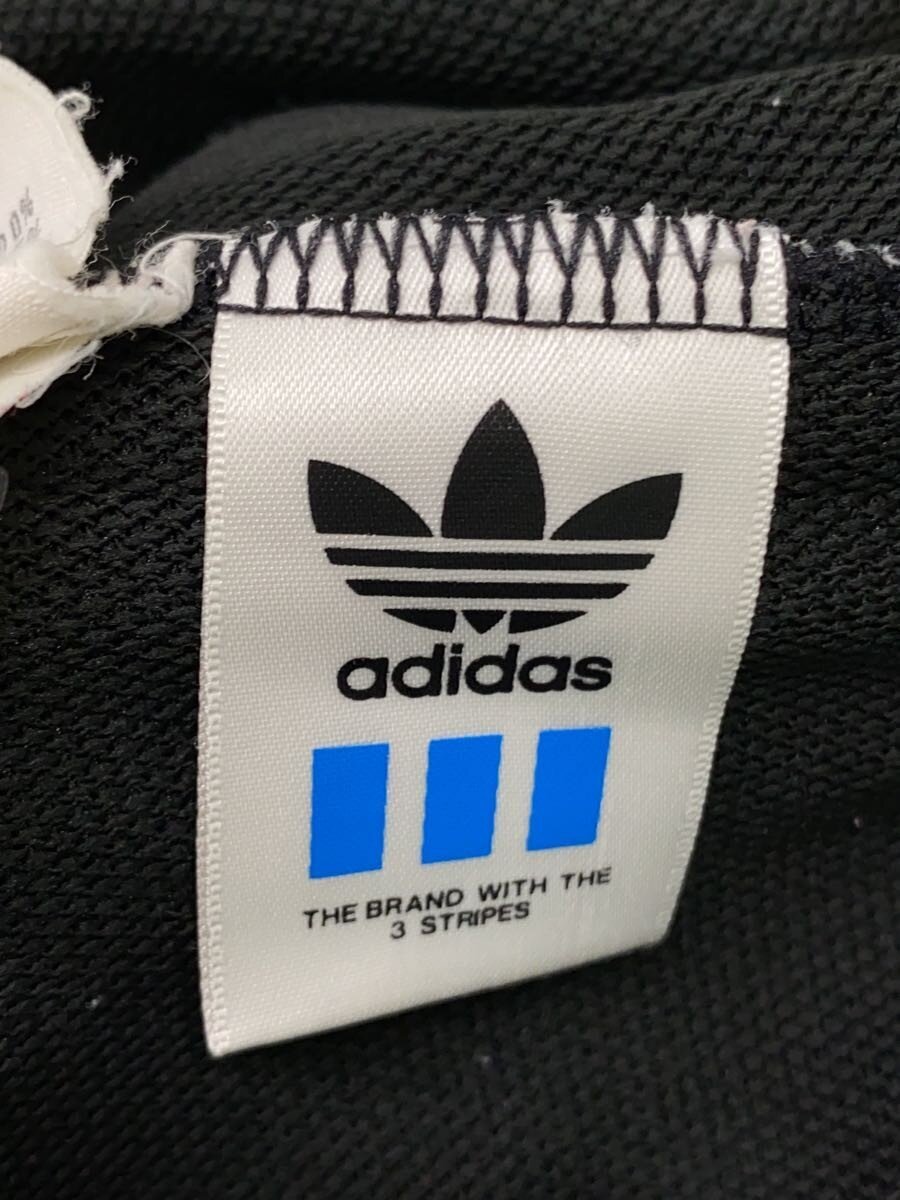 adidas
THE BRAND WITH THE
3 STRIPES